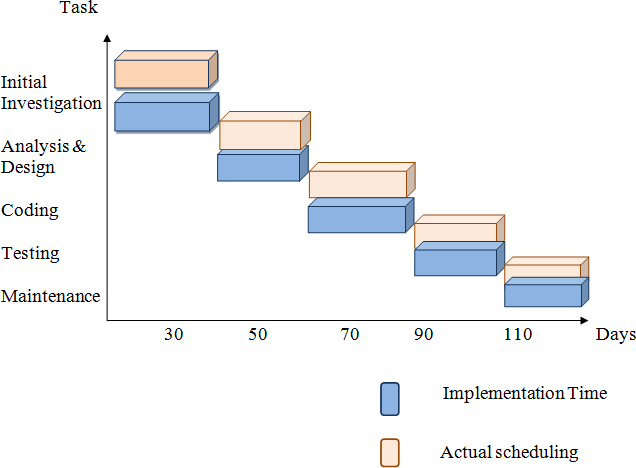 Task
Initial
Investigation
Analysis &
Design
Coding
Testing
Maintenance
30 50 70 90 110 Days
Implementation Time
Actual scheduling